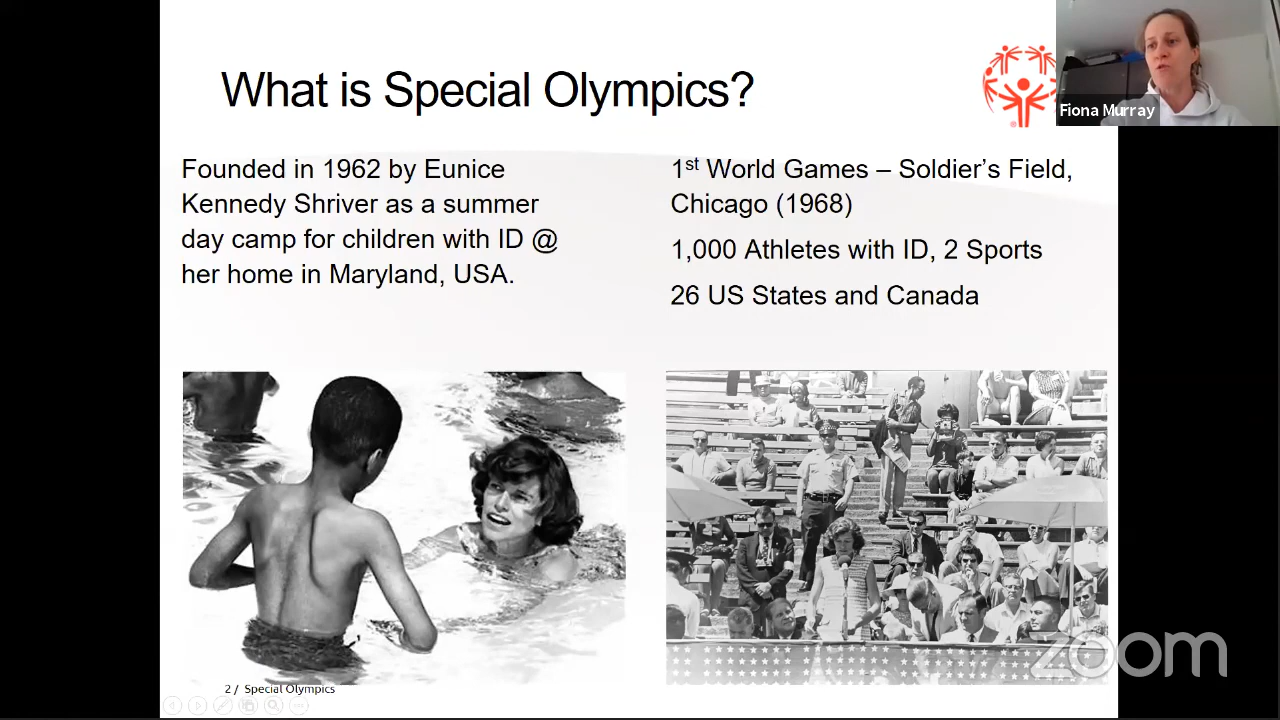 What is Special Olympics?
Fiona Murray
Founded in 1962 by Eunice
Kennedy Shriver as a summer
day camp for children with ID @
her home in Maryland, USA.
1st World Games – Soldier’s Field,
Chicago (1968)
1,000 Athletes with ID, 2 Sports
26 US States and Canada
zoom
2 / Special Olympics